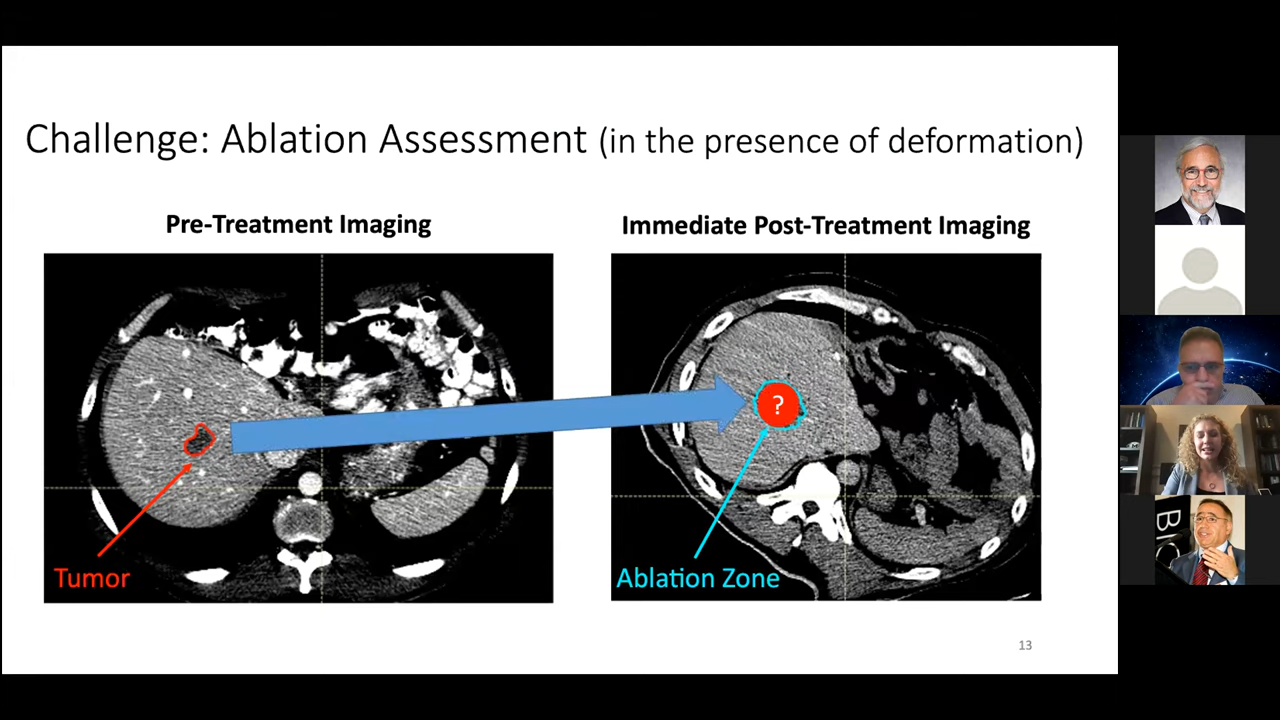 Challenge: Ablation Assessment (in the presence of deformation)
Pre-Treatment Imaging
Immediate Post-Treatment Imaging
?
Tumor
Ablation Zone
13